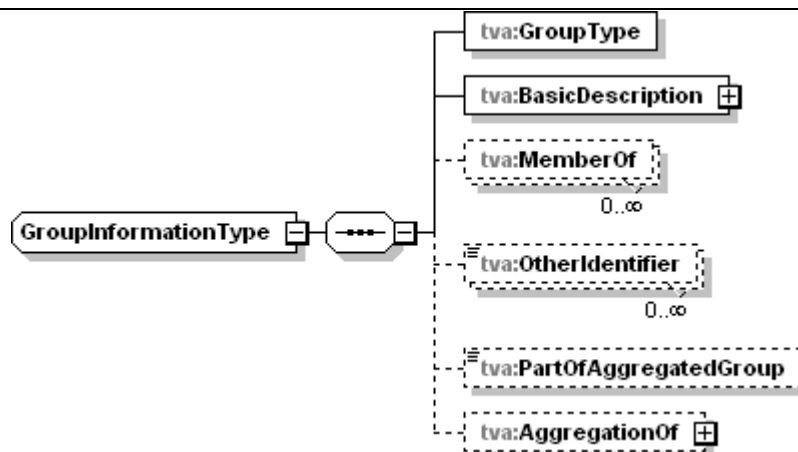 tva:GroupType
tva:BasicDescription
tva:MemberOf
0..∞
GroupInformationType
tva:OtherIdentifier
0..∞
tva:PartOfAggregatedGroup
tva:AggregationOf